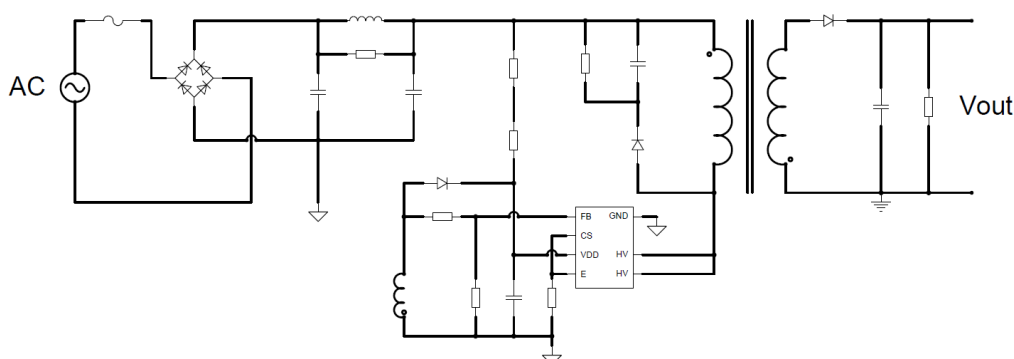 AC
Vout
FB GND
CS
VDD HV
E HV